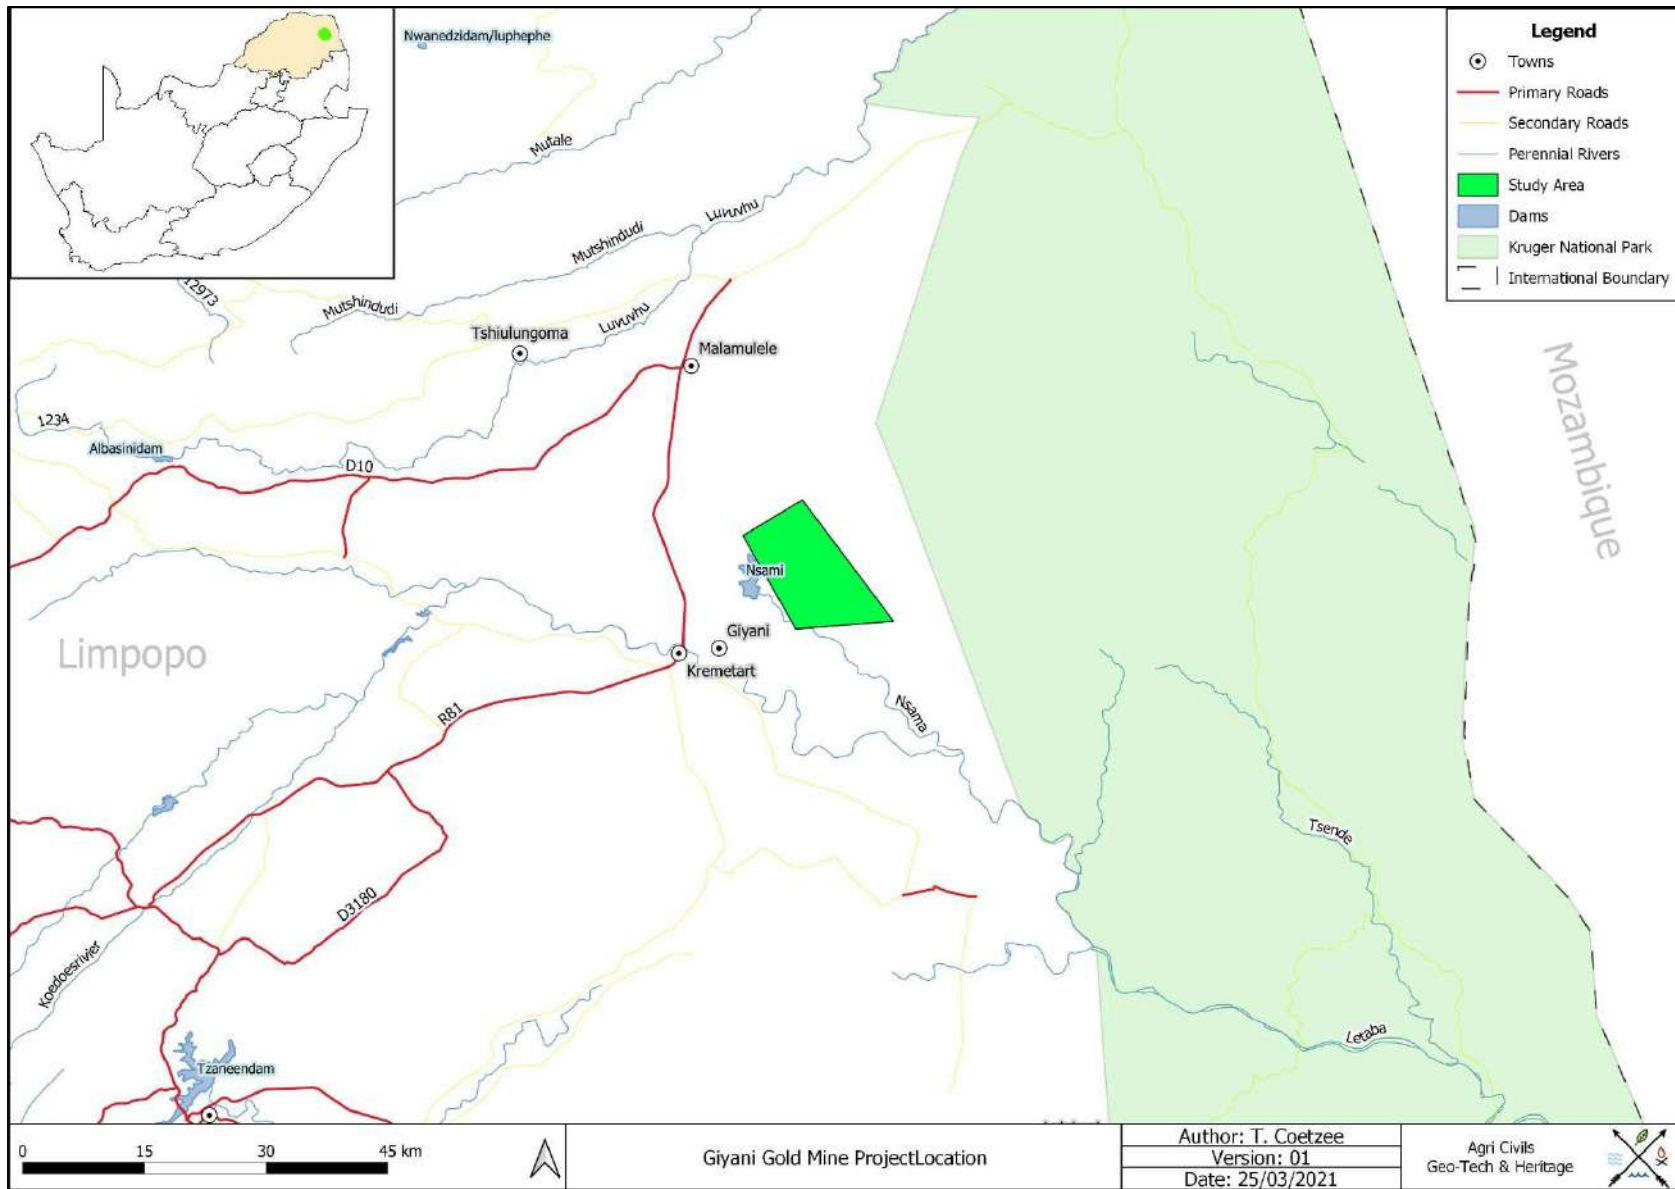 Nwanedzidam/luphephe
Legend
Towns
Primary Roads
Secondary Roads
Perennial Rivers
Study Area
Dams
Kruger National Park
International Boundary
Mutale
Luvuvhu
Mutshindudi
12973
Mutshindudi
Luvuvhu
Tshiulungoma
Malamulele
Mozambique
123A
Albasinidam
D10
Nsami
Giyani
Limpopo
Kremetart
R81
Nsama
Tsende
D3180
Koedoesrivier
Letaba
Tzaneendam
0 15 30 45 km
Giyani Gold Mine ProjectLocation
Author: T. Coetzee
Version: 01
Date: 25/03/2021
Agri Civils
Geo-Tech & Heritage